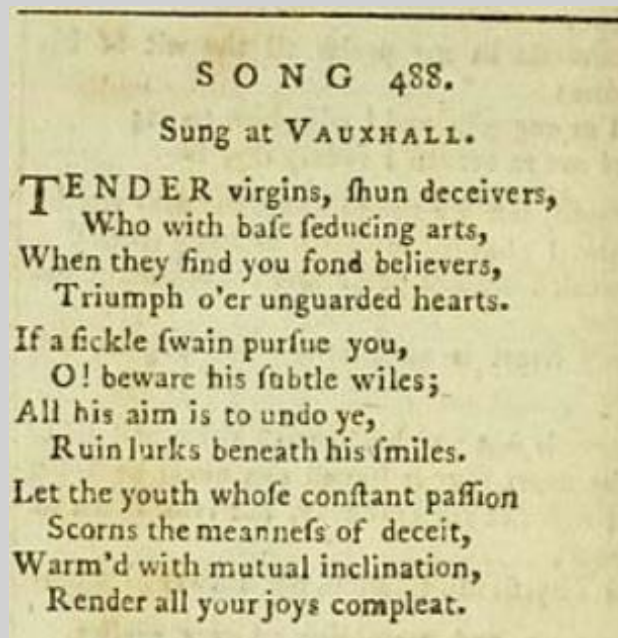 SONG 488.
Sung at VAUXHALL.
TENDER virgins, ſhun deceivers,
Who with baſe ſeducing arts,
When they find you fond believers,
Triumph o'er unguarded hearts.
If a fickle ſwain purſue you,
O! beware his ſubtle wiles;
All his aim is to undo ye,
Ruin lurks beneath his ſmiles.
Let the youth whoſe conſtant paſſion
Scorns the meanneſs of deceit,
Warm'd with mutual inclination,
Render all your joys compleat.